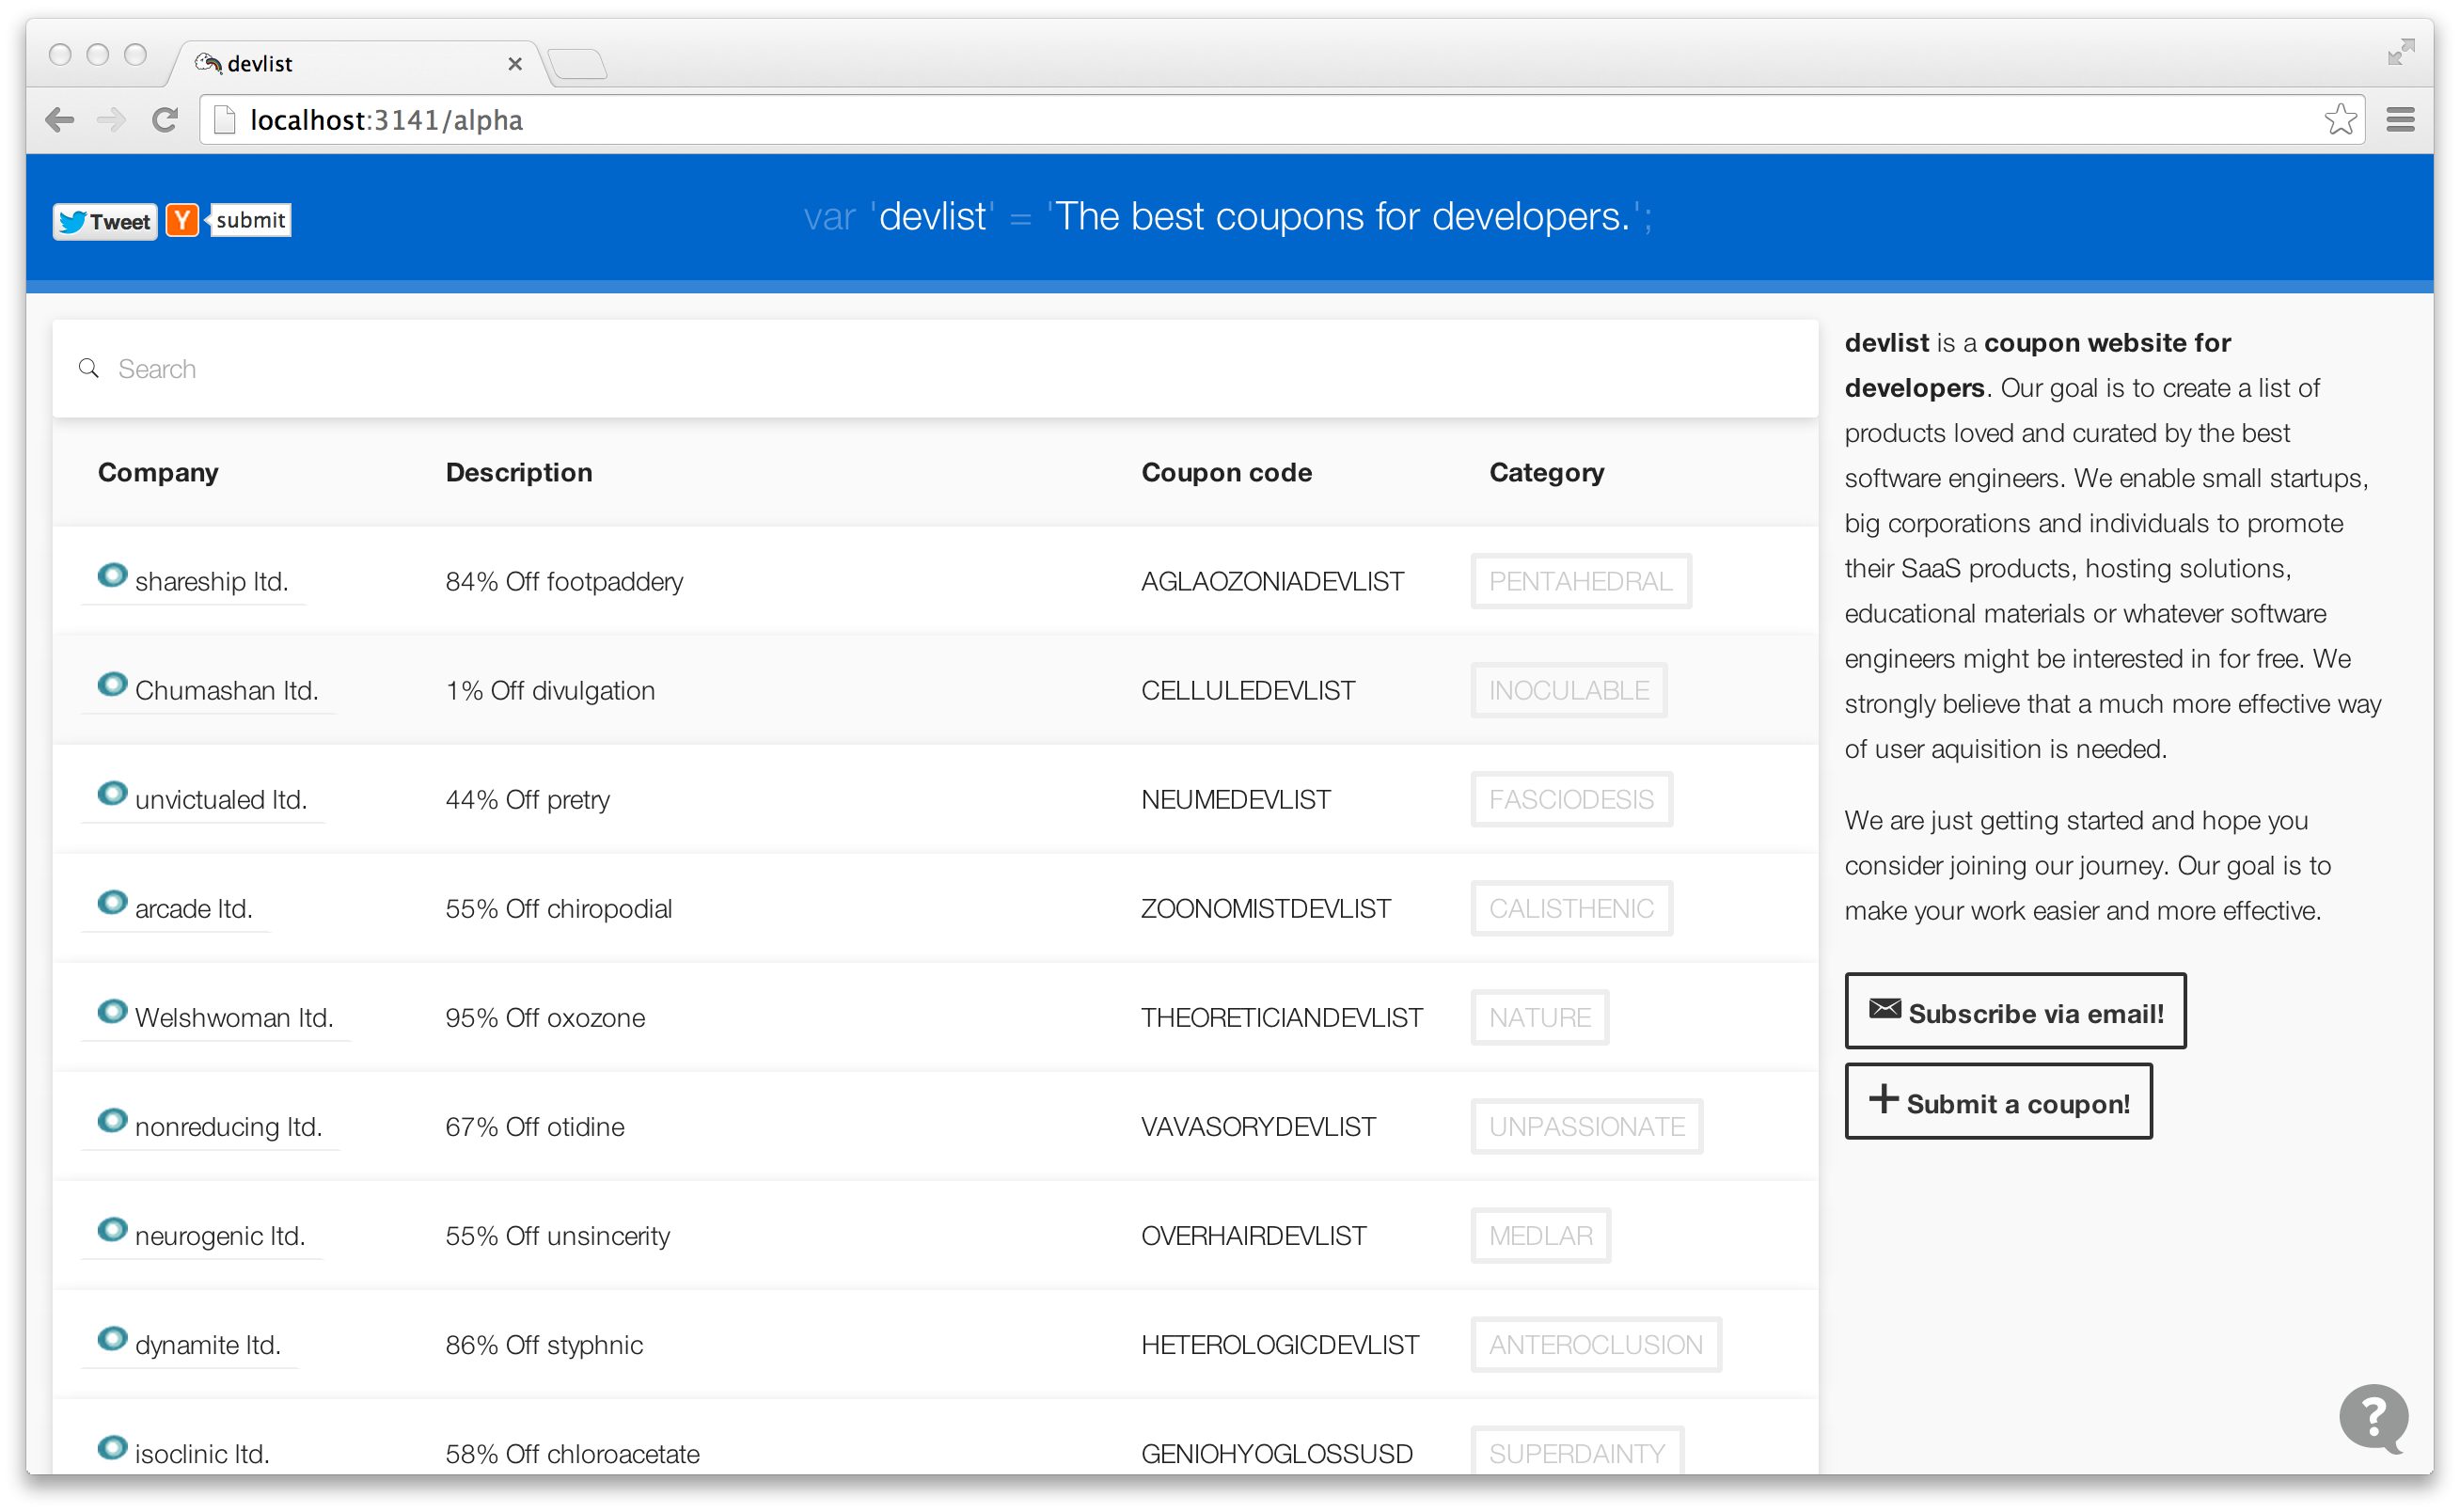 devlist
localhost:3141/alpha
Tweet Y submit
var 'devlist' = 'The best coupons for developers.';
Search
Company Description Coupon code Category
shareship ltd. 84% Off footpaddery AGLAOZONIADEVLIST PENTAHEDRAL
Chumashan ltd. 1% Off divulgation CELLULEDEVLIST INOCULABLE
unvictualed ltd. 44% Off pretry NEUMEDEVLIST FASCIODESIS
arcade ltd. 55% Off chiropodial ZOONOMISTDEVLIST CALISTHENIC
Welshwoman ltd. 95% Off oxozone THEORETICIANDEVLIST NATURE
nonreducing ltd. 67% Off otidine VAVASORYDEVLIST UNPASSIONATE
neurogenic ltd. 55% Off unsincerity OVERHAIRDEVLIST MEDLAR
dynamite ltd. 86% Off styphnic HETEROLOGICDEVLIST ANTEROCLUSION
isoclinic ltd. 58% Off chloroacetate GENIOHYOGLOSSUSD SUPERDAINTY
devlist is a coupon website for
developers. Our goal is to create a list of
products loved and curated by the best
software engineers. We enable small startups,
big corporations and individuals to promote
their SaaS products, hosting solutions,
educational materials or whatever software
engineers might be interested in for free. We
strongly believe that a much more effective way
of user aquisition is needed.
We are just getting started and hope you
consider joining our journey. Our goal is to
make your work easier and more effective.
Subscribe via email!
Submit a coupon!
?